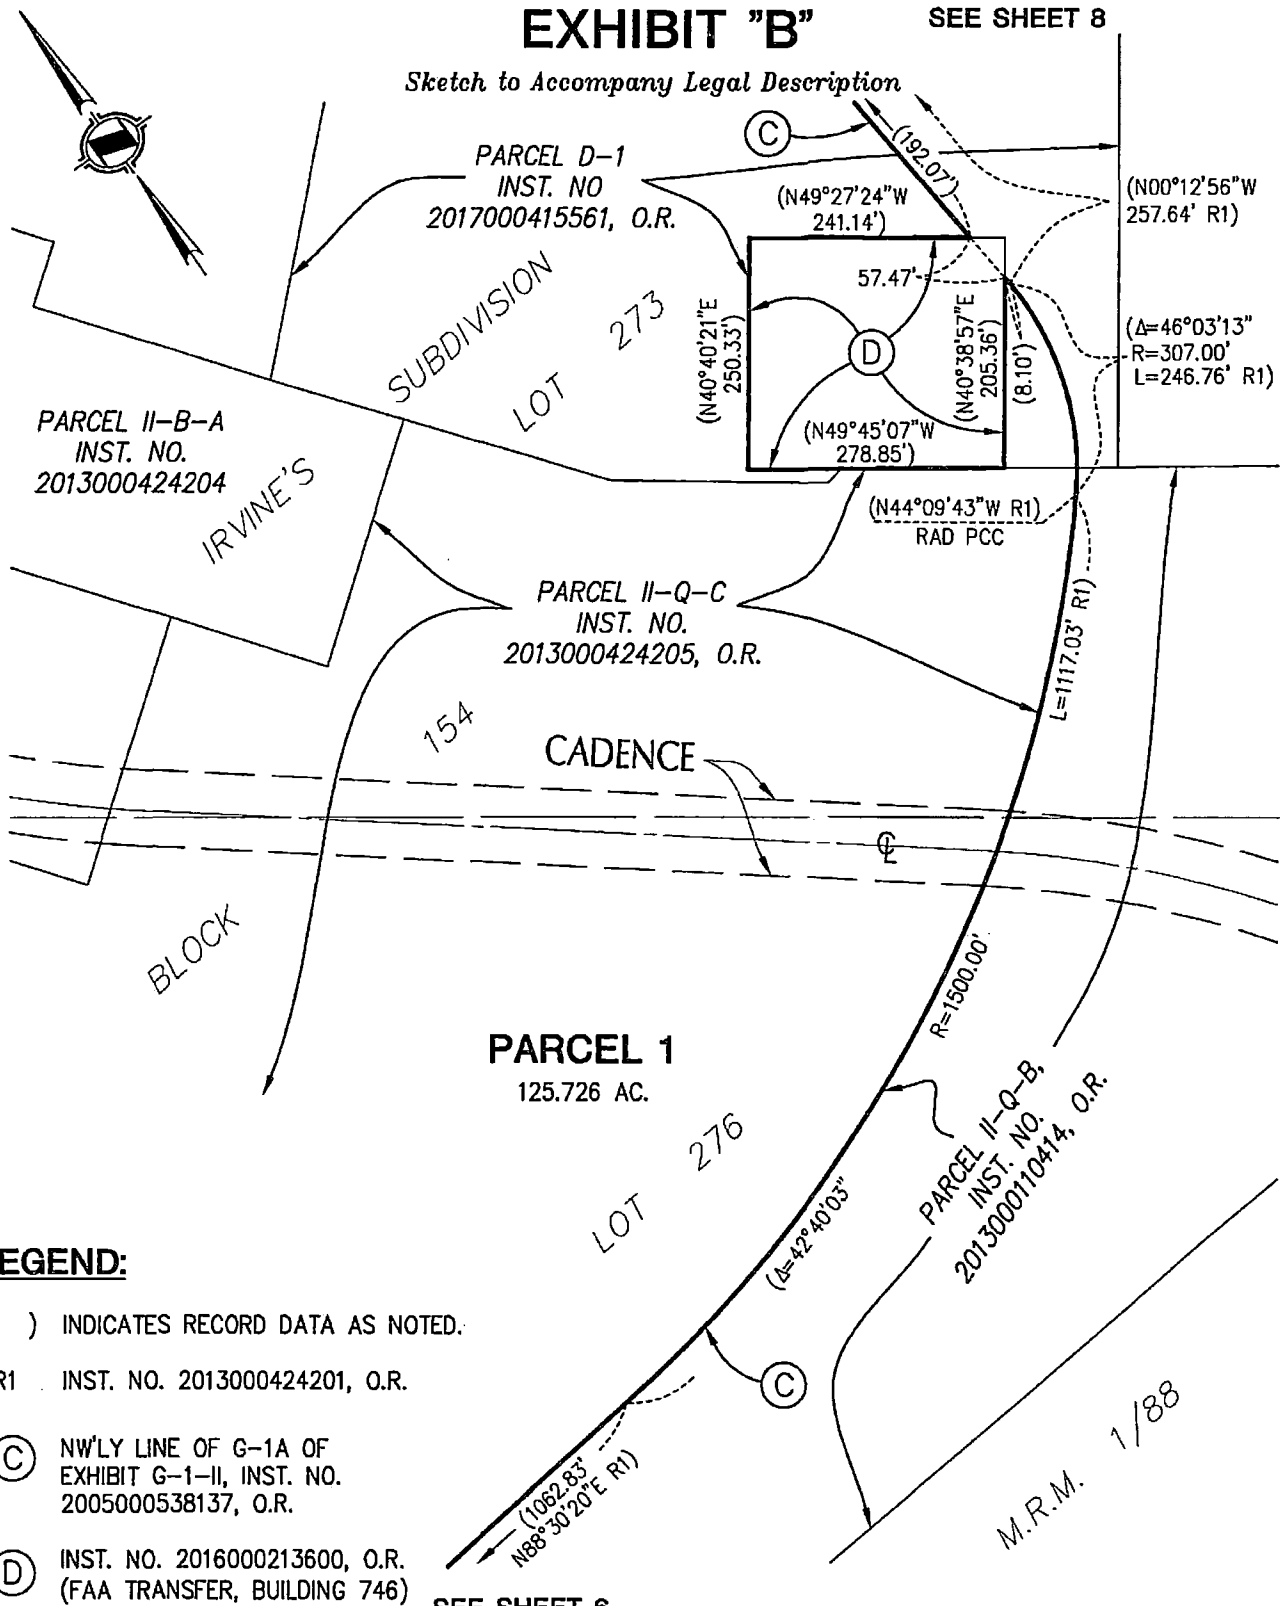 EXHIBIT "B"
SEE SHEET 8
Sketch to Accompany Legal Description
C
(192.07')
PARCEL D-1
INST. NO
2017000415561, O.R.
(N49°27'24"W
241.14')
(N00°12'56"W
257.64' R1)
57.47'
SUBDIVISION
LOT 273
(N40°40'21"E
250.33')
D
(N40°38'57"E
205.36')
(8.10')
(Δ=46°03'13"
R=307.00'
L=246.76' R1)
(N49°45'07"W
278.85')
PARCEL II-B-A
INST. NO.
2013000424204
IRVINE'S
(N44°09'43"W R1)
RAD PCC
PARCEL II-Q-C
INST. NO.
2013000424205, O.R.
L=1117.03' R1)
154
CADENCE
CL
BLOCK
R=1500.00'
PARCEL 1
125.726 AC.
PARCEL II-Q-B,
INST. NO.
2013000110414, O.R.
LOT 276
(Δ=42°40'03"
C
(1062.83'
N88°30'20"E R1)
M.R.M. 1/88
EGEND:
) INDICATES RECORD DATA AS NOTED.
R1 INST. NO. 2013000424201, O.R.
C NW'LY LINE OF G-1A OF
EXHIBIT G-1-II, INST. NO.
2005000538137, O.R.
D INST. NO. 2016000213600, O.R.
(FAA TRANSFER, BUILDING 746)
SEE SHEET 6